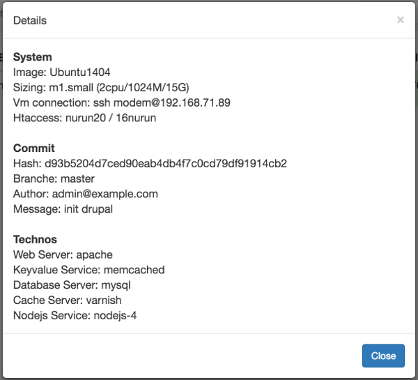 Details
×
System
Image: Ubuntu1404
Sizing: m1.small (2cpu/1024M/15G)
Vm connection: ssh modem@192.168.71.89
Htaccess: nurun20 / 16nurun
Commit
Hash: d93b5204d7ced90eab4db4f7c0cd79df91914cb2
Branche: master
Author: admin@example.com
Message: init drupal
Technos
Web Server: apache
Keyvalue Service: memcached
Database Server: mysql
Cache Server: varnish
Nodejs Service: nodejs-4
Close